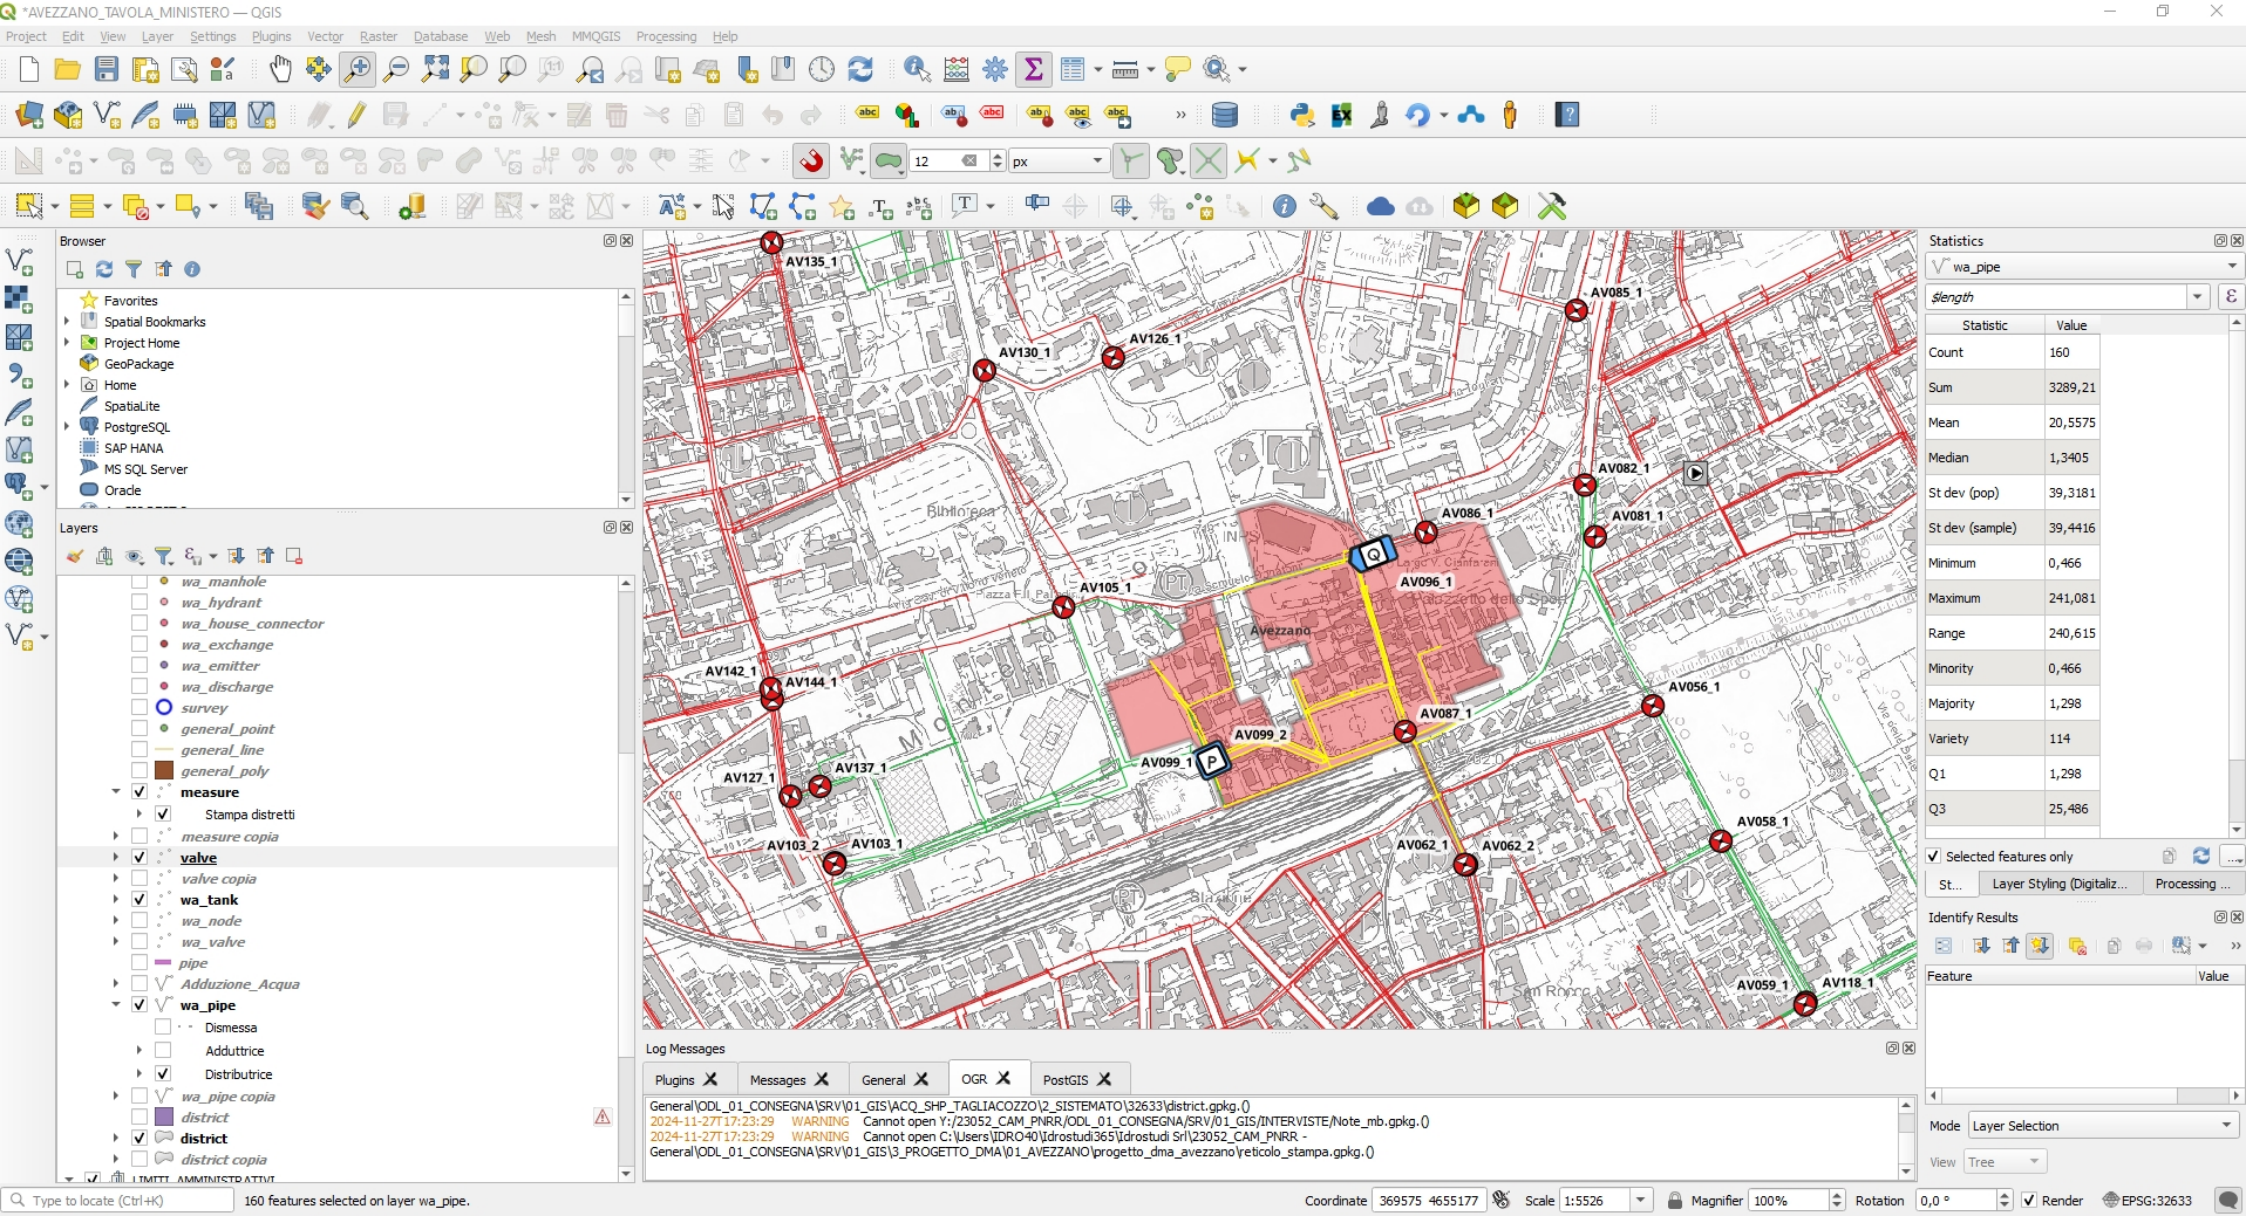 *AVEZZANO_TAVOLA_MINISTERO — QGIS
Project Edit View Layer Settings Plugins Vector Raster Database Web Mesh MMQGIS Processing Help
12 px
Browser
Favorites
Spatial Bookmarks
Project Home
GeoPackage
Home
SpatiaLite
PostgreSQL
SAP HANA
MS SQL Server
Oracle
Layers
wa_manhole
wa_hydrant
wa_house_connector
wa_exchange
wa_emitter
wa_discharge
survey
general_point
general_line
general_poly
measure
Stampa distretti
measure copia
valve
valve copia
wa_tank
wa_node
wa_valve
pipe
Adduzione_Acqua
wa_pipe
Dismessa
Adduttrice
Distributrice
wa_pipe copia
district
district
district copia
LIMITI AMMINISTRATIVI
AV135_1
AV085_1
AV126_1
AV130_1
AV082_1
Biblioteca
AV086_1
AV081_1
INPS
Q
Largo V. Cianfarani
AV096_1
PT
AV105_1
Avezzano
AV142_1
AV144_1
AV056_1
AV087_1
AV099_2
AV099_1
P
AV137_1
AV127_1
AV058_1
AV103_2
AV103_1
AV062_1
AV062_2
PT
Stazione
AV059_1
AV118_1
San Rocco
Log Messages
Plugins Messages General OGR PostGIS
General\ODL_01_CONSEGNA\SRV\01_GIS\ACQ_SHP_TAGLIACOZZO\2_SISTEMATO\32633\district.gpkg.()
2024-11-27T17:23:29 WARNING Cannot open Y:/23052_CAM_PNRR/ODL_01_CONSEGNA/SRV/01_GIS/INTERVISTE/Note_mb.gpkg.()
2024-11-27T17:23:29 WARNING Cannot open C:\Users\IDRO40\Idrostudi365\Idrostudi Srl\23052_CAM_PNRR -
General\ODL_01_CONSEGNA\SRV\01_GIS\3_PROGETTO_DMA\01_AVEZZANO\progetto_dma_avezzano\reticolo_stampa.gpkg.()
Statistics
wa_pipe
$length
Statistic Value
Count 160
Sum 3289,21
Mean 20,5575
Median 1,3405
St dev (pop) 39,3181
St dev (sample) 39,4416
Minimum 0,466
Maximum 241,081
Range 240,615
Minority 0,466
Majority 1,298
Variety 114
Q1 1,298
Q3 25,486
Selected features only
St... Layer Styling (Digitaliz... Processing ...
Identify Results
Feature Value
Mode Layer Selection
View Tree
Type to locate (Ctrl+K) 160 features selected on layer wa_pipe. Coordinate 369575 4655177 Scale 1:5526 Magnifier 100% Rotation 0,0 ° Render EPSG:32633